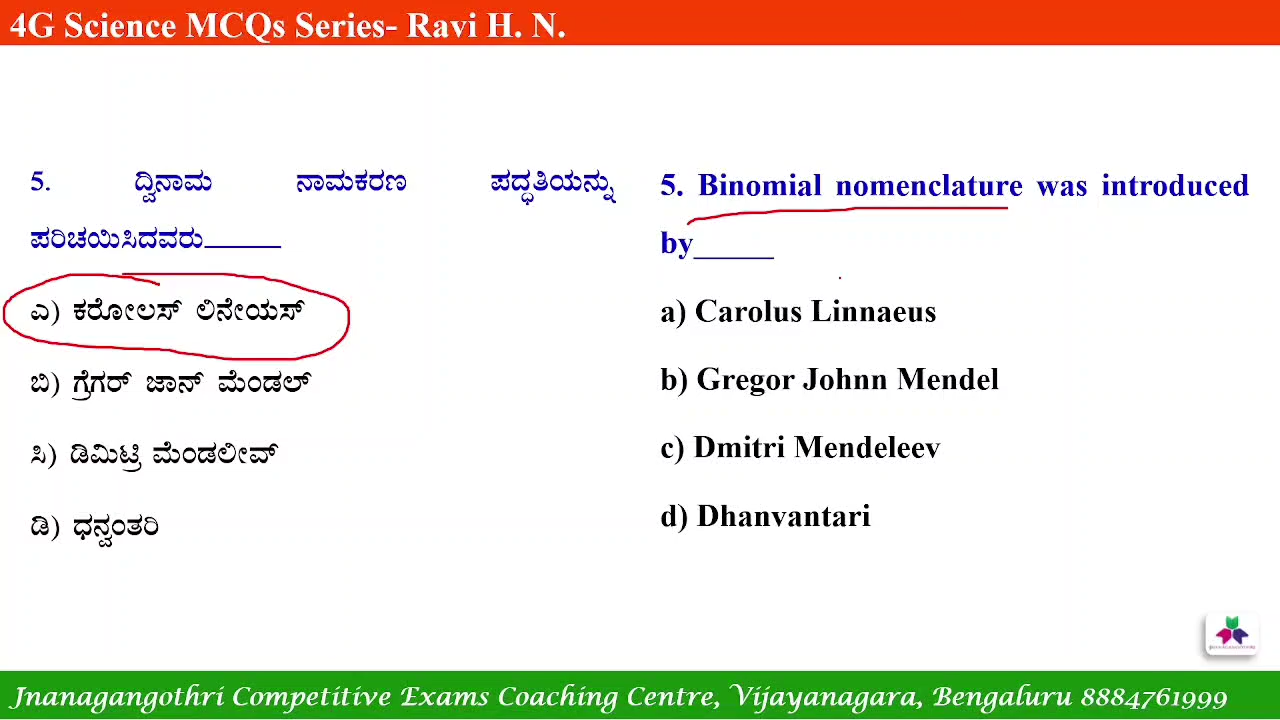 4G Science MCQs Series- Ravi H. N.
5. ದ್ವಿನಾಮ ನಾಮಕರಣ ಪದ್ಧತಿಯನ್ನು
ಪರಿಚಯಿಸಿದವರು_____
ಎ) ಕರೋಲಸ್ ಲಿನೇಯಸ್
ಬಿ) ಗ್ರೆಗರ್ ಜಾನ್ ಮೆಂಡಲ್
ಸಿ) ಡಿಮಿಟ್ರಿ ಮೆಂಡಲೀವ್
ಡಿ) ಧನ್ವಂತರಿ
5. Binomial nomenclature was introduced
by_____
a) Carolus Linnaeus
b) Gregor Johnn Mendel
c) Dmitri Mendeleev
d) Dhanvantari
Jnanagangothri Competitive Exams Coaching Centre, Vijayanagara, Bengaluru 8884761999